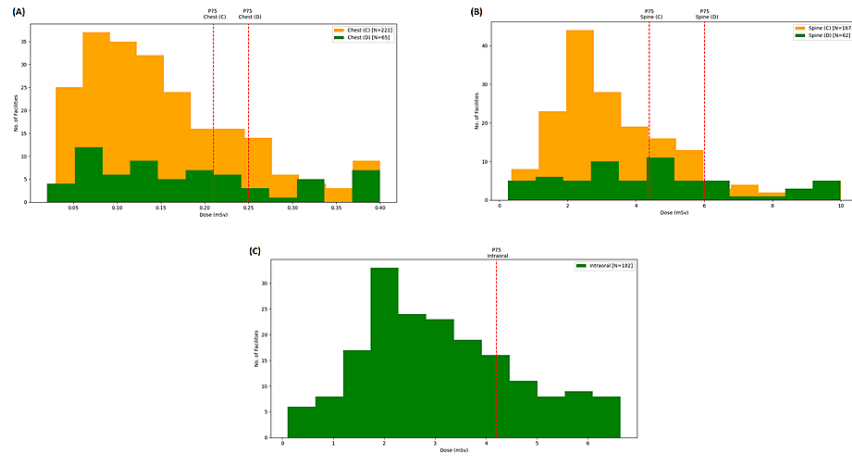 (A)
P75
Chest (C)
P75
Chest (D)
Chest (C) [N=221]
Chest (D) [N=65]
No. of Facilities
35
30
25
20
15
10
5
0
0.05
0.10
0.15
0.20
0.25
0.30
0.35
0.40
Dose (mSv)
(B)
P75
Spine (C)
P75
Spine (D)
Spine (C) [N=167]
Spine (D) [N=62]
No. of Facilities
40
30
20
10
0
0
2
4
6
8
10
Dose (mSv)
(C)
P75
Intraoral
Intraoral [N=182]
No. of Facilities
30
25
20
15
10
5
0
0
1
2
3
4
5
6
Dose (mSv)